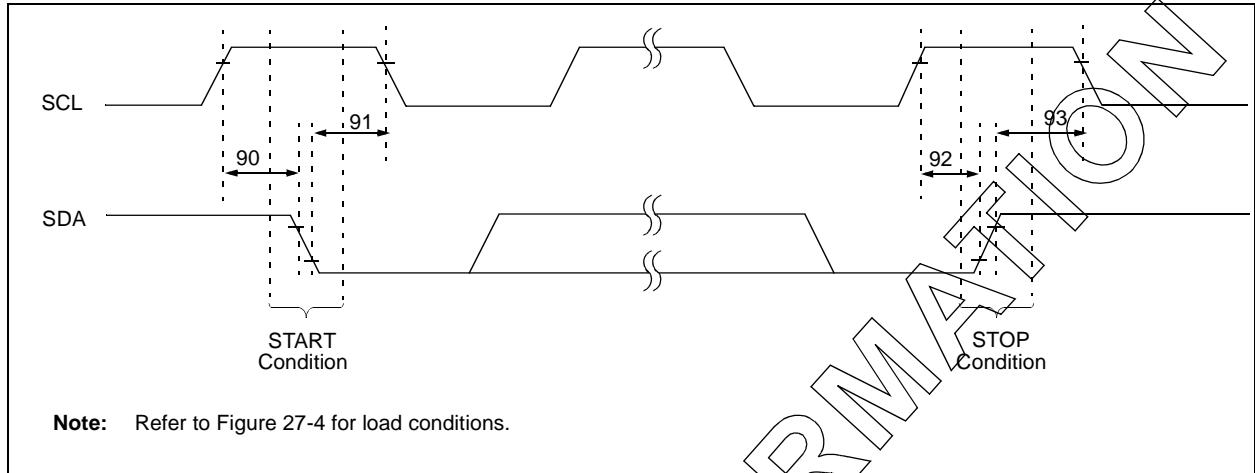 SCL
91
93
90
92
SDA
START
Condition
STOP
Condition
Note: Refer to Figure 27-4 for load conditions.
RMATION